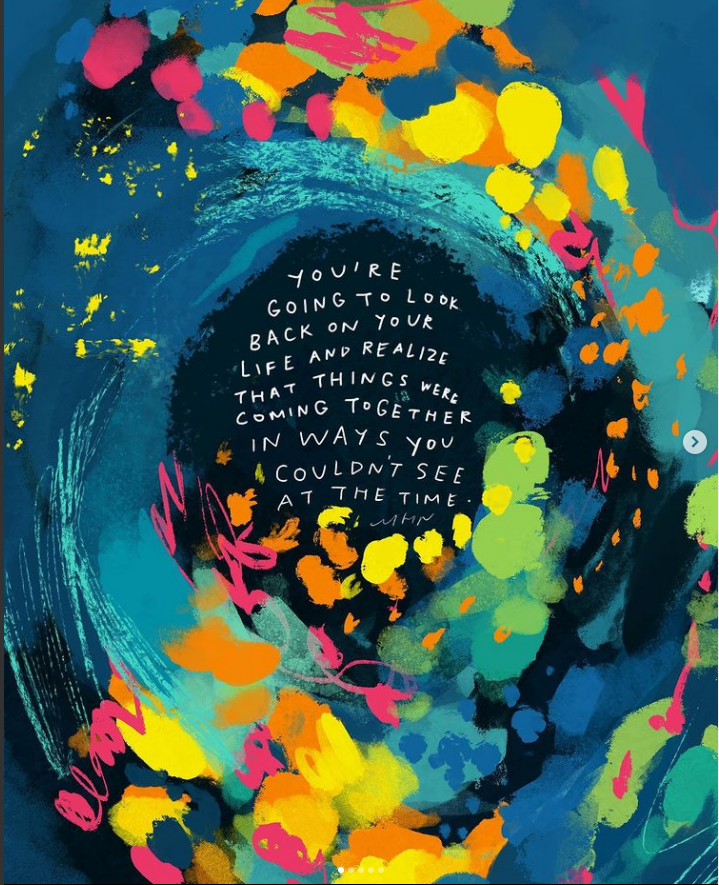 YOU'RE
GOING TO LOOK
BACK ON YOUR
LIFE AND REALIZE
THAT THINGS WERE
COMING TOGETHER
IN WAYS YOU
COULDN'T SEE
AT THE TIME.
MHN